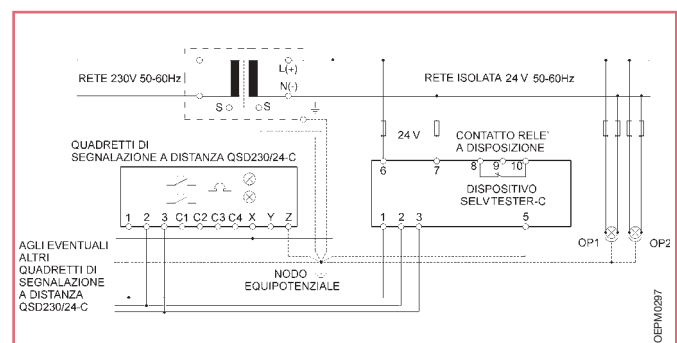 RETE 230V 50-60Hz
L(+)
N(-)
S
S
RETE ISOLATA 24 V 50-60Hz
24 V
CONTATTO RELE'
A DISPOSIZIONE
QUADRETTI DI
SEGNALAZIONE A DISTANZA QSD230/24-C
6
7
8 9 10
DISPOSITIVO
SELVTESTER-C
1 2 3 C1 C2 C3 C4 X Y Z
1 2 3 5
OP1
OP2
AGLI EVENTUALI
ALTRI
QUADRETTI DI
SEGNALAZIONE
A DISTANZA
QSD230/24-C
NODO
EQUIPOTENZIALE
OEPM0297